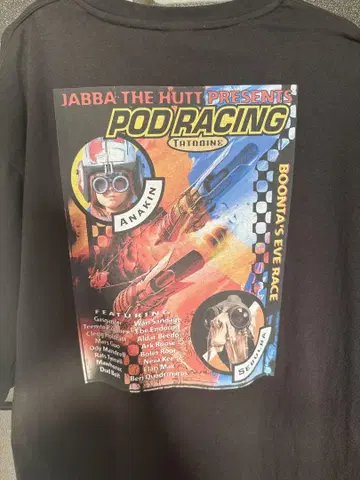 JABBA THE HUTT PRESENTS
POD RACING
TATOOINE
ANAKIN
BOONTA'S EVE RACE
FEATURING
Gasgano Wan Sandage
Teemto Pagalies Ebe Endocott
Clegg Holdfast Aldar Beedo
Mars Guo Ark Roose
Ody Mandrell Boles Roor
Ratts Tyerell Neva Kee
Mawhonic Elan Mak
Dud Bolt Ben Quadinaros
SEBULBA